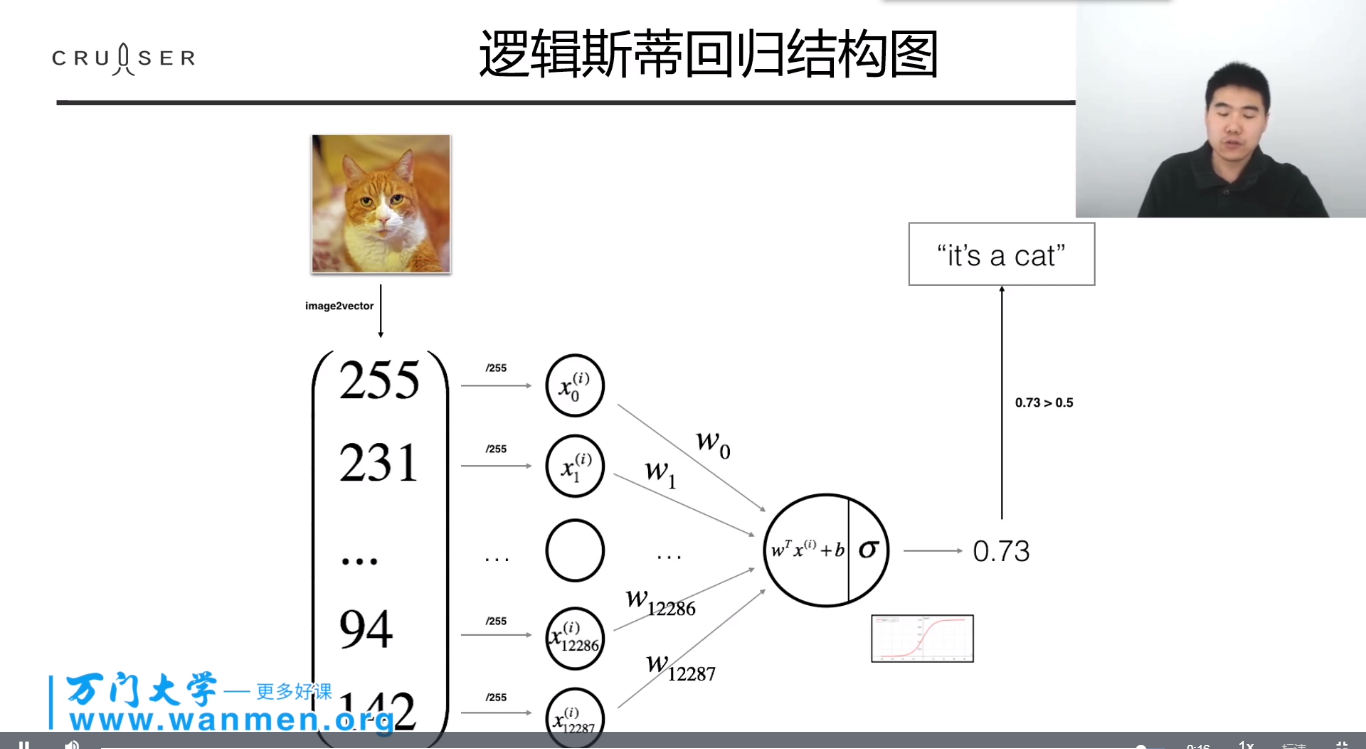 CRUISER
逻辑斯蒂回归结构图
"it's a cat"
image2vector
255
/255
x_0^{(i)}
w_0
0.73 > 0.5
231
/255
x_1^{(i)}
w_1
...
...
...
w^T x^{(i)} + b
σ
0.73
94
/255
x_{12286}^{(i)}
w_{12286}
142
/255
x_{12287}^{(i)}
w_{12287}
万门大学 — 更多好课
www.wanmen.org
1x
标清